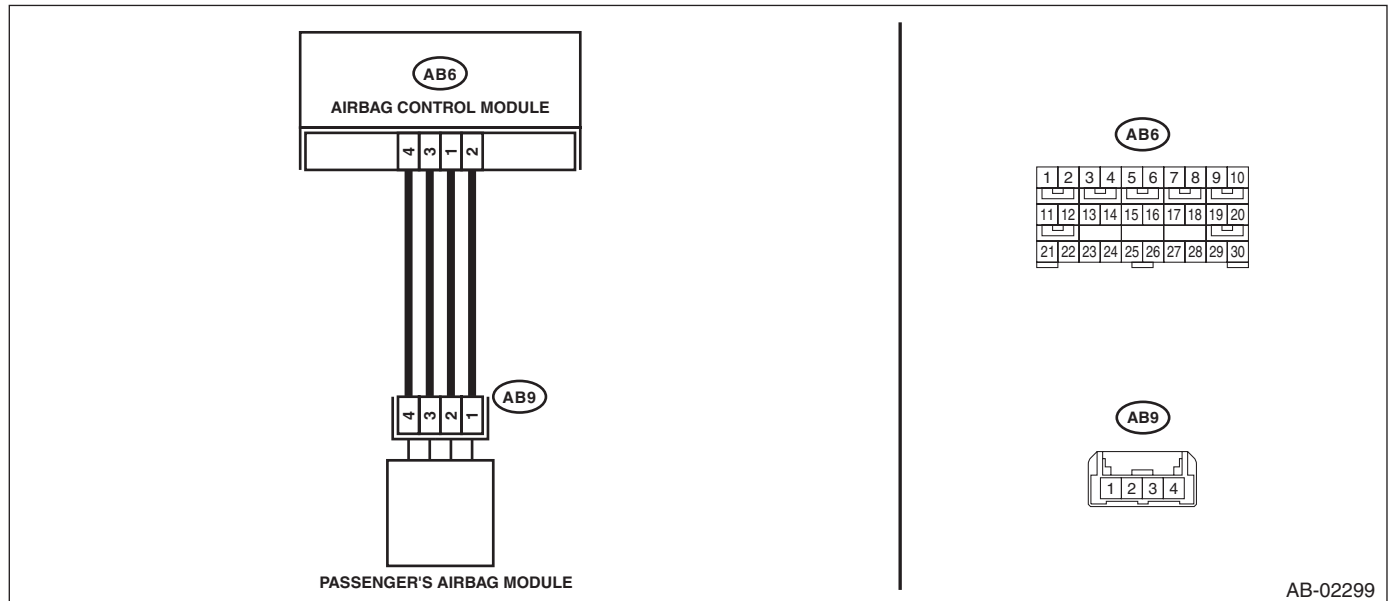 AB6
AIRBAG CONTROL MODULE
4 3 1 2
AB9
4 3 2 1
PASSENGER'S AIRBAG MODULE
AB6
1 2 3 4 5 6 7 8 9 10
11 12 13 14 15 16 17 18 19 20
21 22 23 24 25 26 27 28 29 30
AB9
1 2 3 4
AB-02299